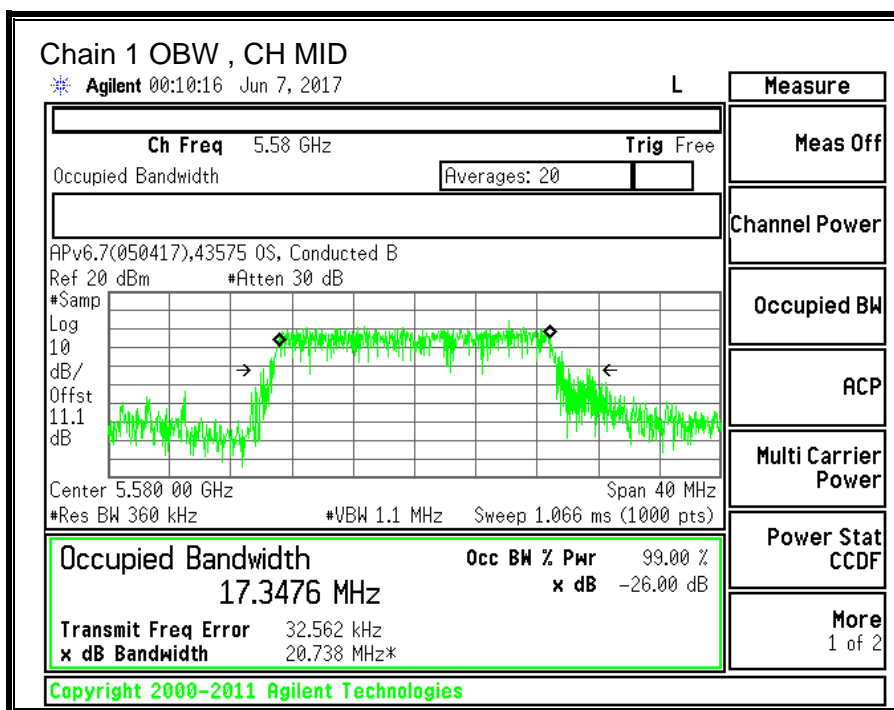 Chain 1 OBW , CH MID
Agilent 00:10:16 Jun 7, 2017 L
Ch Freq 5.58 GHz Trig Free
Occupied Bandwidth Averages: 20
APv6.7(050417),43575 OS, Conducted B
Ref 20 dBm #Atten 30 dB
#Samp
Log
10
dB/
Offst
11.1
dB
Center 5.580 00 GHz Span 40 MHz
#Res BW 360 kHz #VBW 1.1 MHz Sweep 1.066 ms (1000 pts)
Occupied Bandwidth Occ BW % Pwr 99.00 %
17.3476 MHz x dB -26.00 dB
Transmit Freq Error 32.562 kHz
x dB Bandwidth 20.738 MHz*
Copyright 2000-2011 Agilent Technologies
Measure
Meas Off
Channel Power
Occupied BW
ACP
Multi Carrier
Power
Power Stat
CCDF
More
1 of 2